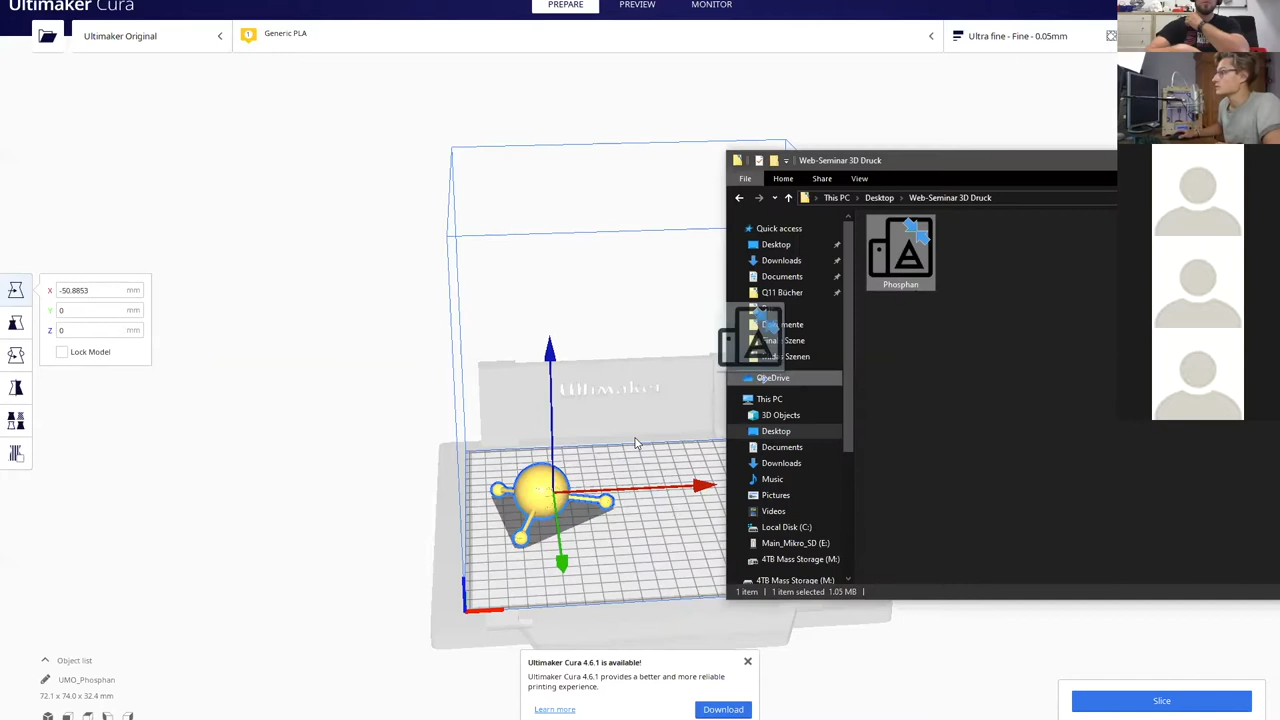 Ultimaker Cura
PREPARE
PREVIEW
MONITOR
Ultimaker Original
1
Generic PLA
Ultra fine - Fine - 0.05mm
Web-Seminar 3D Druck
File
Home
Share
View
This PC
Desktop
Web-Seminar 3D Druck
Quick access
Desktop
Downloads
Documents
Q11 Bücher
OneDrive
This PC
3D Objects
Desktop
Documents
Downloads
Music
Pictures
Videos
Local Disk (C:)
Main_Mikro_SD (E:)
4TB Mass Storage (M:)
4TB Mass Storage (M:)
1 item
1 item selected 1.05 MB
Phosphan
X -50.8853 mm
Y 0 mm
Z 0 mm
Lock Model
Ultimaker
Object list
UMO_Phosphan
72.1 x 74.0 x 32.4 mm
Ultimaker Cura 4.6.1 is available!
Ultimaker Cura 4.6.1 provides a better and more reliable
printing experience.
Learn more
Download
Slice